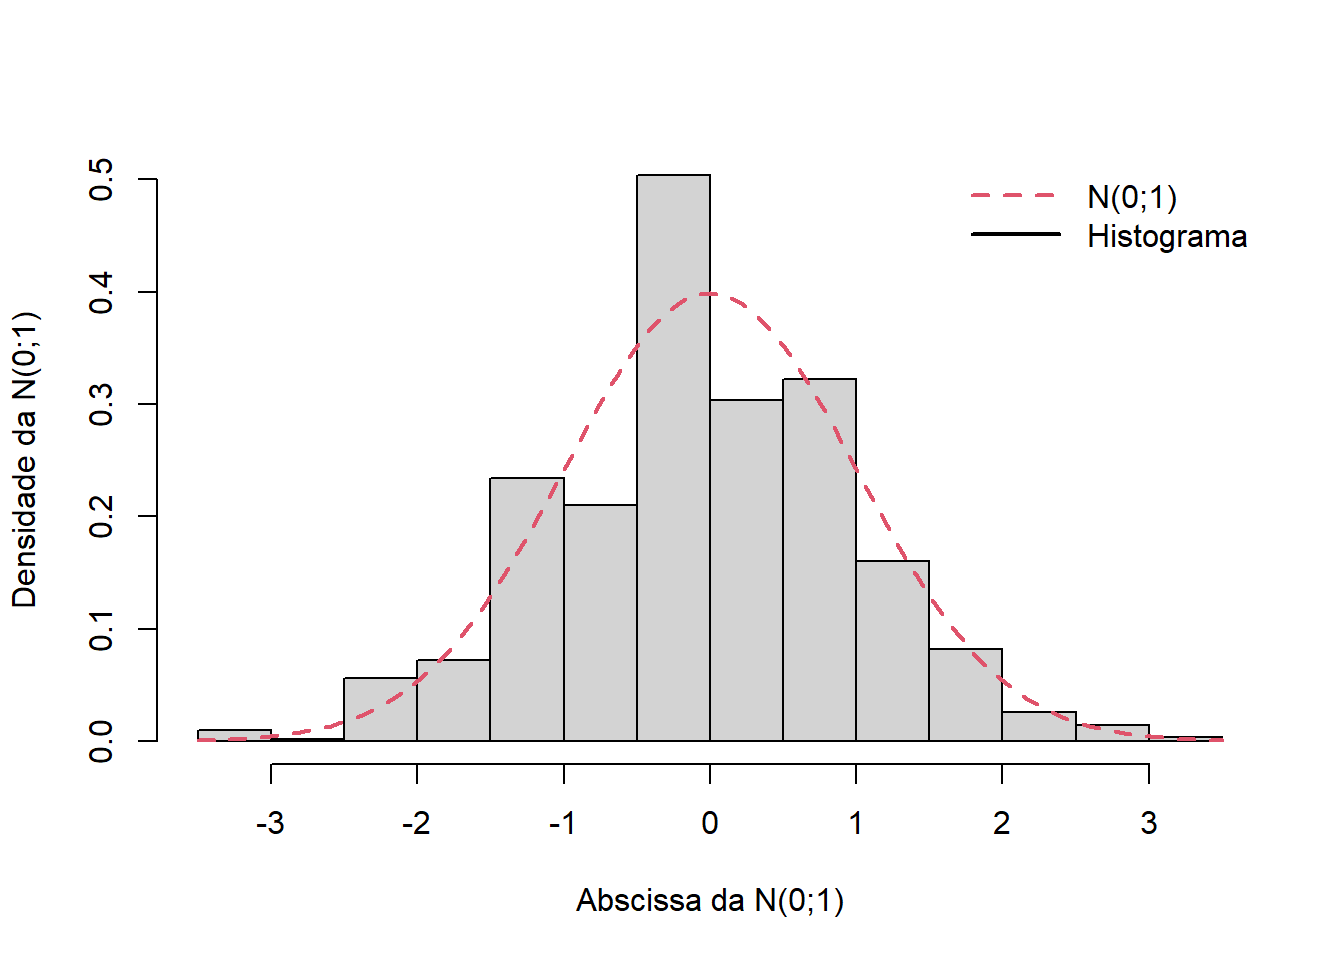 N(0;1)
Histograma
Densidade da N(0;1)
0.5
0.4
0.3
0.2
0.1
0.0
-3 -2 -1 0 1 2 3
Abscissa da N(0;1)